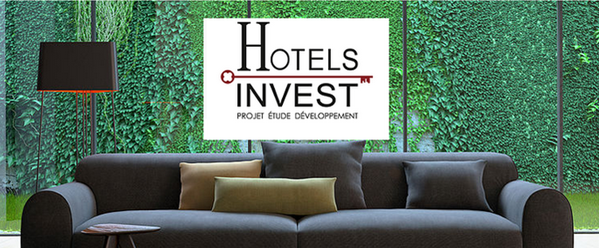 HOTELS
INVEST
PROJET ÉTUDE DÉVELOPPEMENT